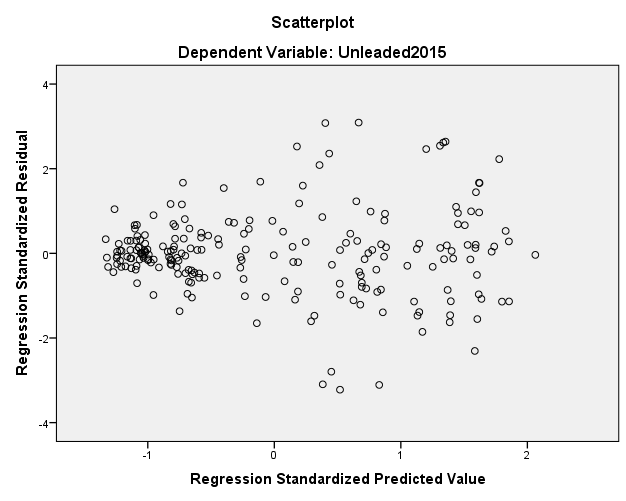 Scatterplot
Dependent Variable: Unleaded2015
Regression Standardized Residual
4
2
0
-2
-4
-1
0
1
2
Regression Standardized Predicted Value